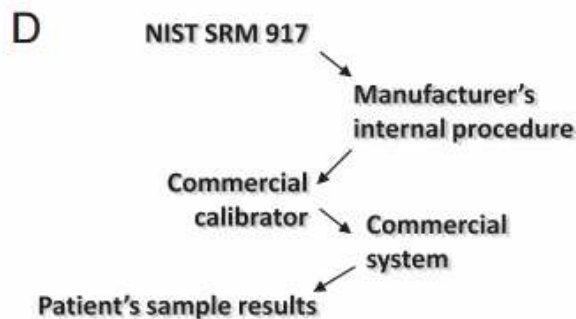 D
NIST SRM 917
Manufacturer's
internal procedure
Commercial
calibrator
Commercial
system
Patient's sample results